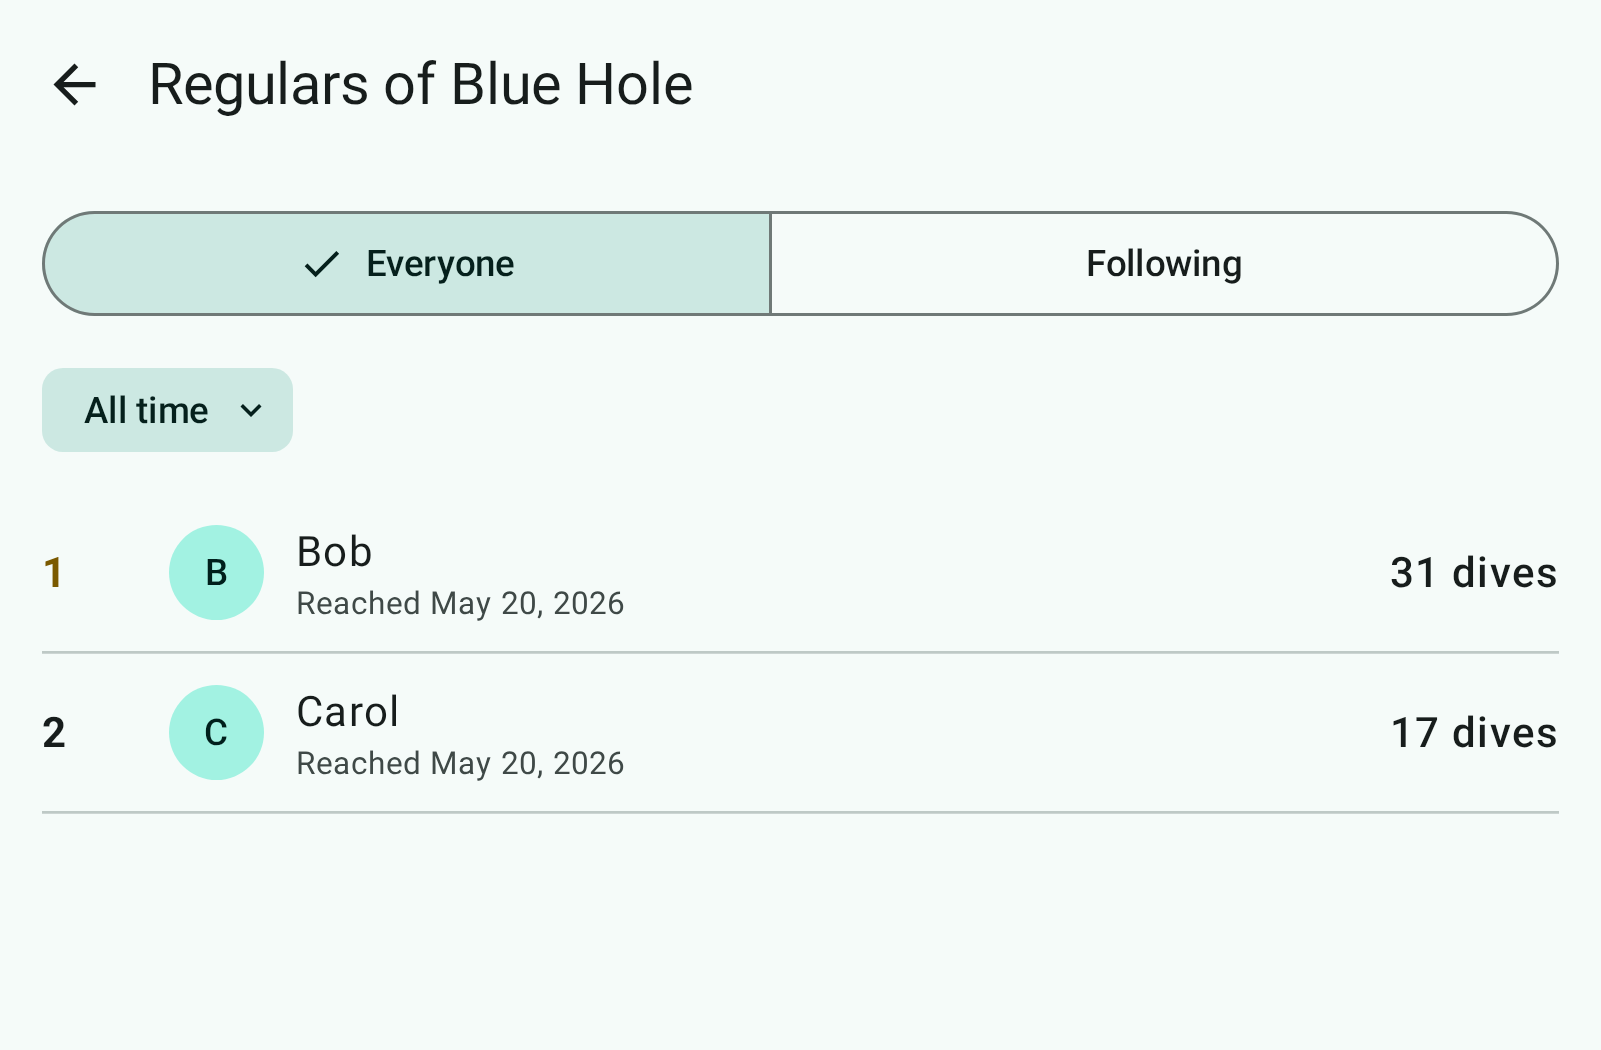 Regulars of Blue Hole
Everyone
Following
All time
1
B
Bob
Reached May 20, 2026
31 dives
2
C
Carol
Reached May 20, 2026
17 dives